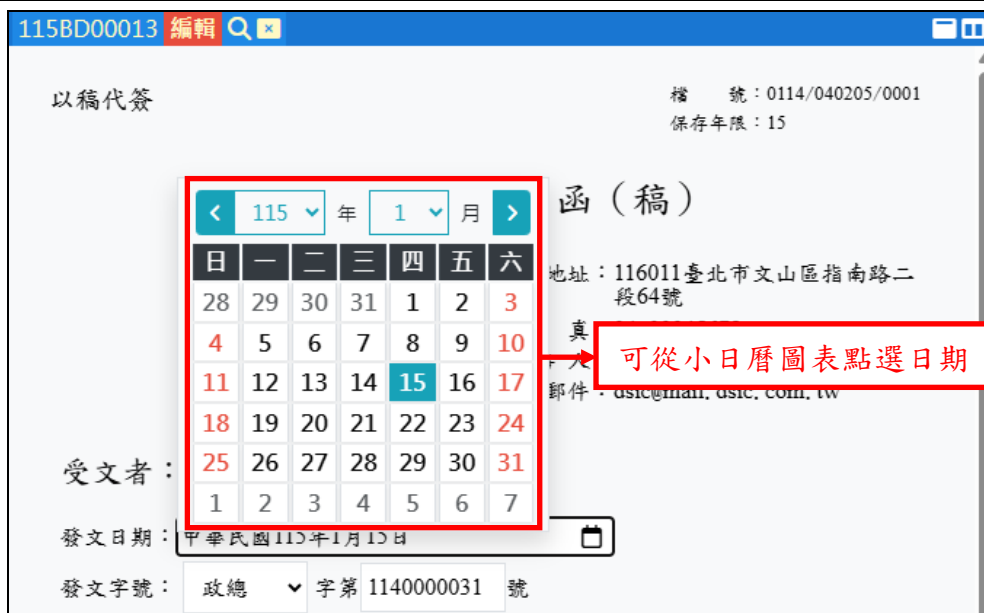 115BD00013 編輯
以稿代簽
檔 號：0114/040205/0001
保存年限：15
函（稿）
115 年 1 月
日 一 二 三 四 五 六
28 29 30 31 1 2 3
4 5 6 7 8 9 10
11 12 13 14 15 16 17
18 19 20 21 22 23 24
25 26 27 28 29 30 31
1 2 3 4 5 6 7
地址：116011臺北市文山區指南路二
段64號
真
可從小日曆圖表點選日期
人
郵件：dsic@mail.dsic.com.tw
受文者：
發文日期：中華民國115年1月15日
發文字號： 政總 字第 1140000031 號